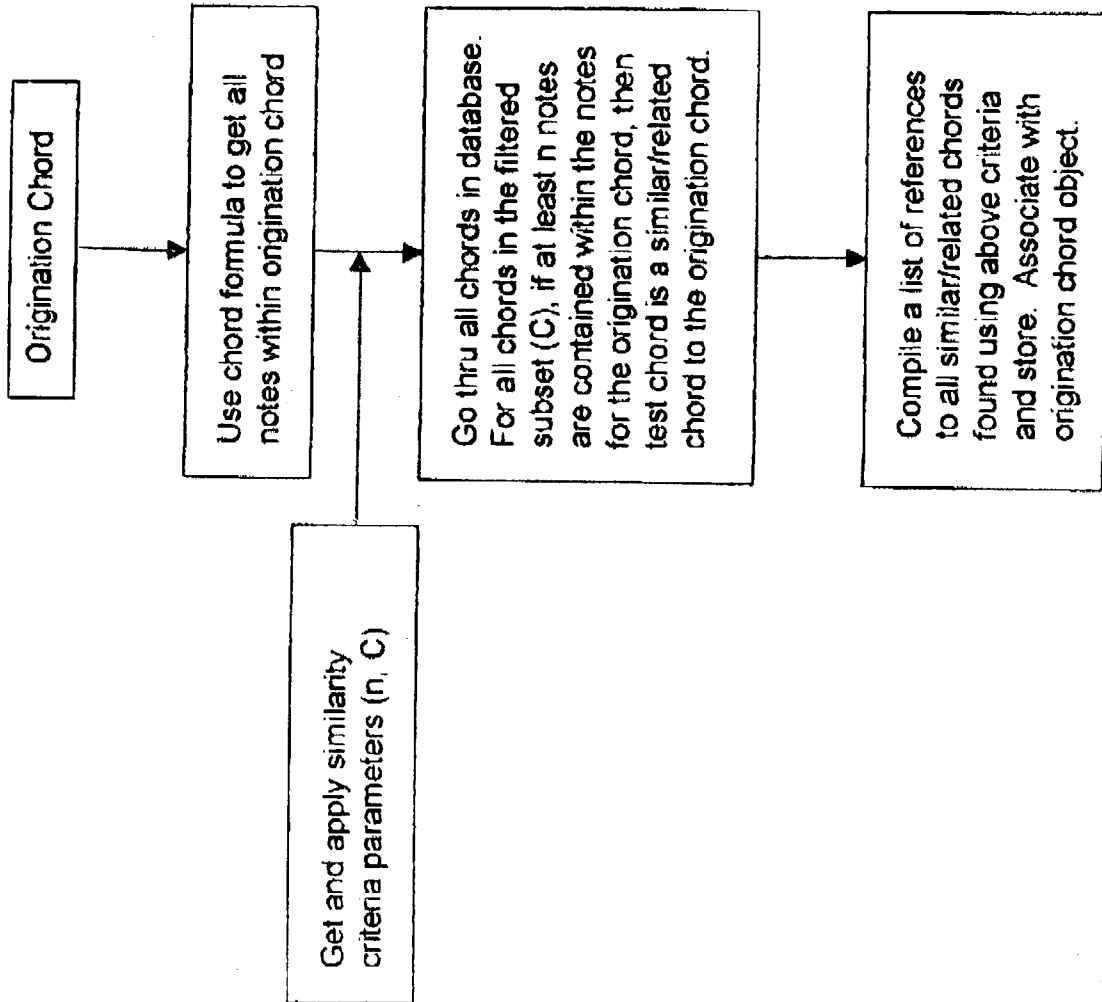 Origination Chord
Use chord formula to get all
notes within origination chord
Get and apply similarity
criteria parameters (n, C)
Go thru all chords in database.
For all chords in the filtered
subset (C), if at least n notes
are contained within the notes
for the origination chord, then
test chord is a similar/related
chord to the origination chord.
Compile a list of references
to all similar/related chords
found using above criteria
and store. Associate with
origination chord object.